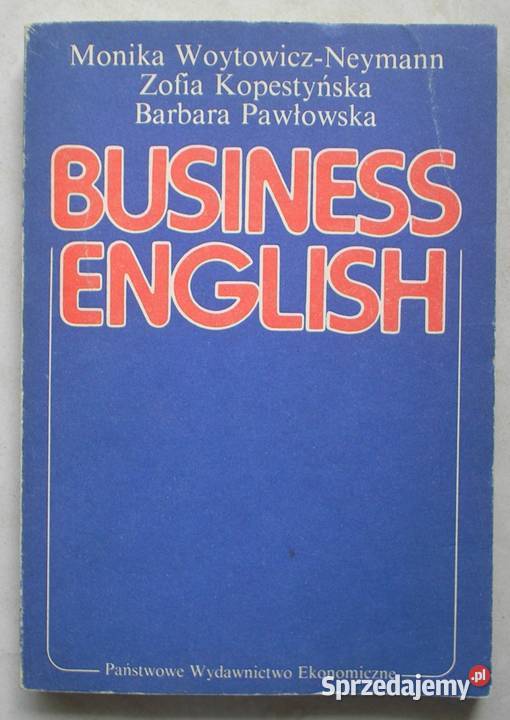 Monika Woytowicz-Neymann
Zofia Kopestyńska
Barbara Pawłowska
BUSINESS
ENGLISH
Państwowe Wydawnictwo Ekonomiczne
Sprzedajemy.pl